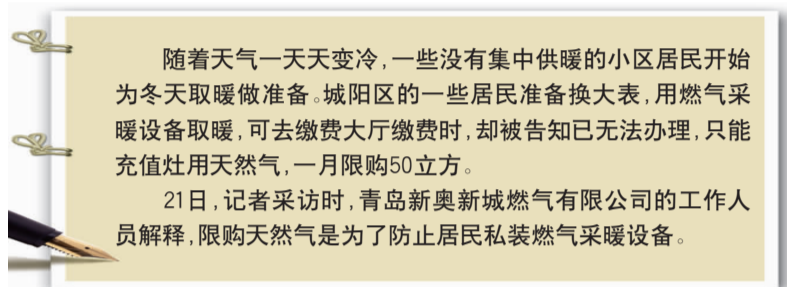 随着天气一天天变冷,一些没有集中供暖的小区居民开始
为冬天取暖做准备。城阳区的一些居民准备换大表,用燃气采
暖设备取暖,可去缴费大厅缴费时,却被告知已无法办理,只能
充值灶用天然气,一月限购50立方。
21日,记者采访时,青岛新奥新城燃气有限公司的工作人
员解释,限购天然气是为了防止居民私装燃气采暖设备。